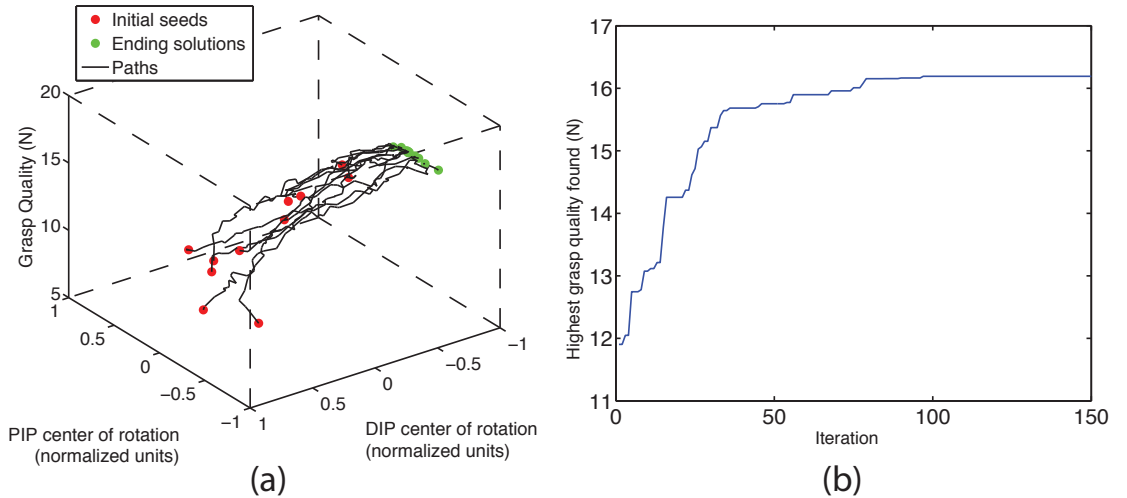 Initial seeds
Ending solutions
Paths
20
15
10
5
Grasp Quality (N)
1
0.5
0
−0.5
−1
PIP center of rotation
(normalized units)
1
0.5
0
−0.5
−1
DIP center of rotation
(normalized units)
(a)
17
16
15
14
13
12
11
Highest grasp quality found (N)
0
50
100
150
Iteration
(b)